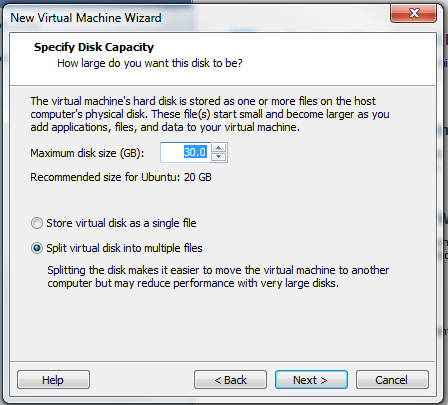 New Virtual Machine Wizard
Specify Disk Capacity
How large do you want this disk to be?
The virtual machine's hard disk is stored as one or more files on the host
computer's physical disk. These file(s) start small and become larger as you
add applications, files, and data to your virtual machine.
Maximum disk size (GB): 30.0
Recommended size for Ubuntu: 20 GB
Store virtual disk as a single file
Split virtual disk into multiple files
Splitting the disk makes it easier to move the virtual machine to another
computer but may reduce performance with very large disks.
Help < Back Next > Cancel